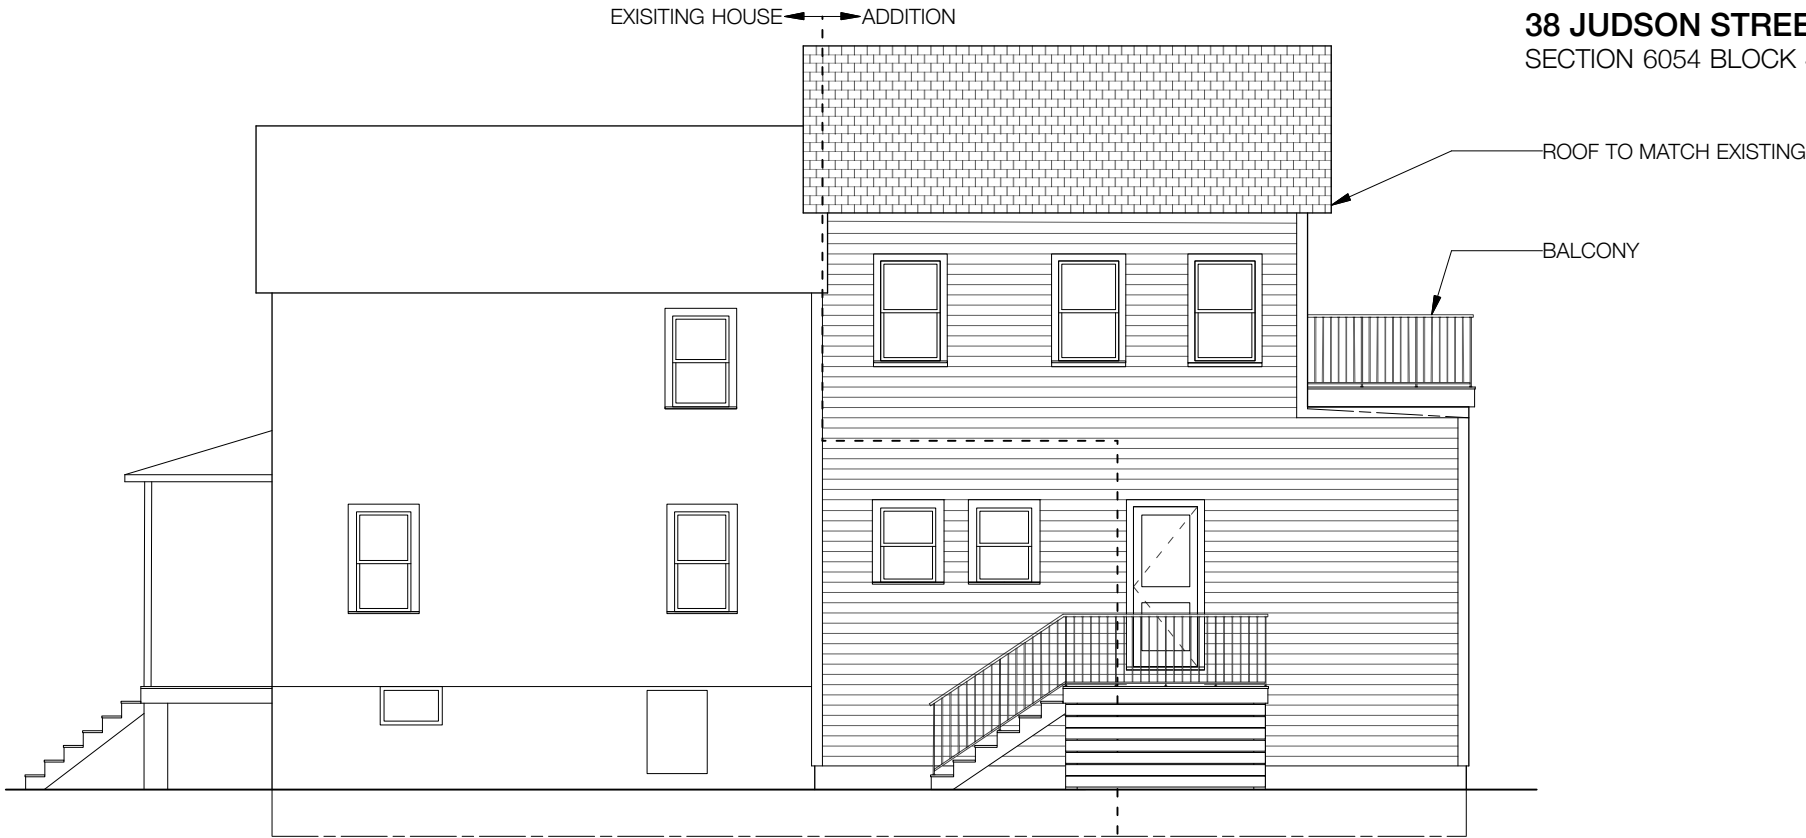 EXISITING HOUSE ADDITION
38 JUDSON STREE
SECTION 6054 BLOCK
ROOF TO MATCH EXISTING
BALCONY